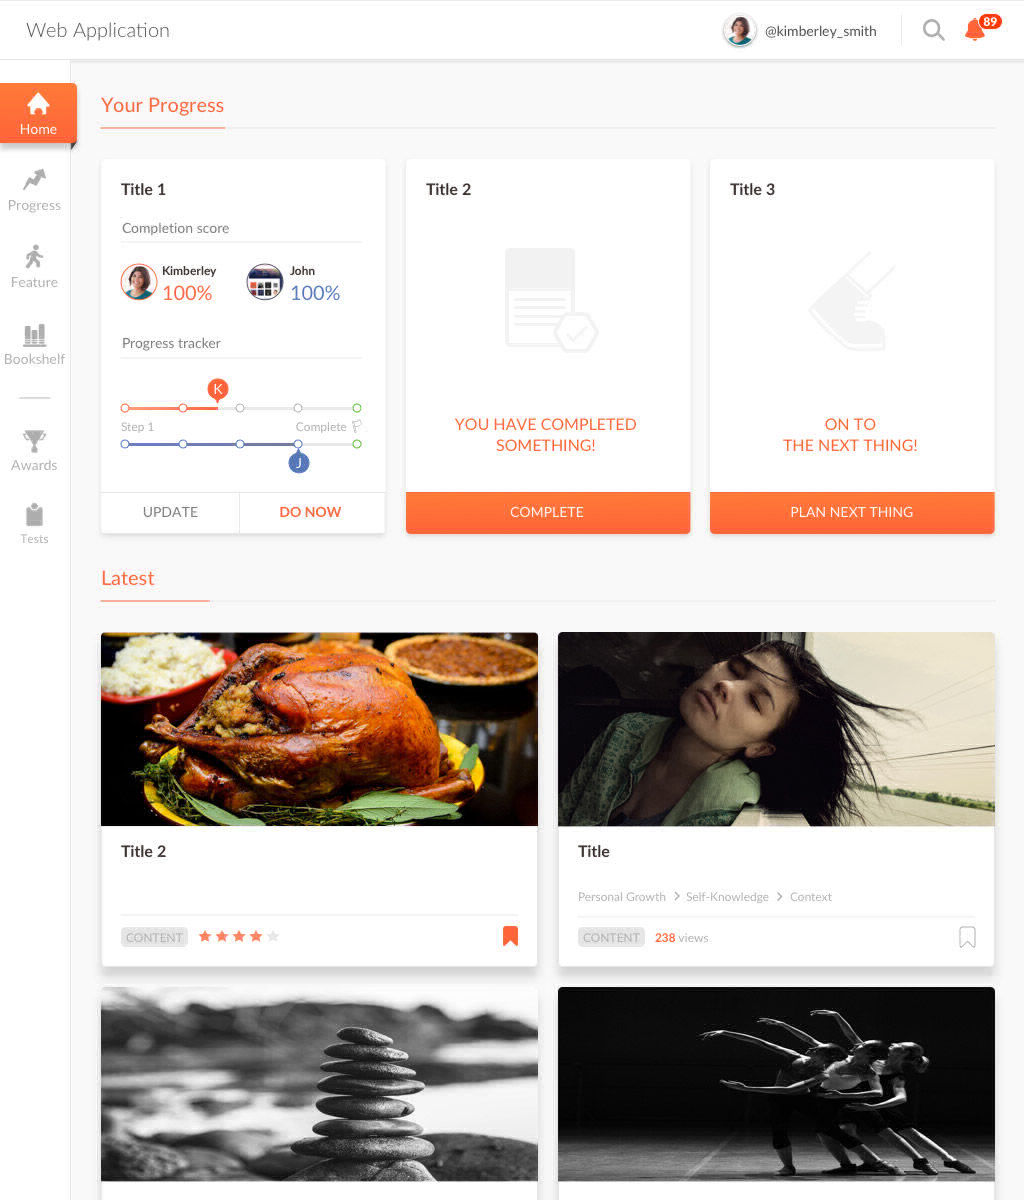 Web Application
@kimberley_smith
89
Home
Progress
Feature
Bookshelf
Awards
Tests
Your Progress
Title 1
Completion score
Kimberley
100%
John
100%
Progress tracker
K
Step 1
Complete
J
UPDATE
DO NOW
Title 2
YOU HAVE COMPLETED
SOMETHING!
COMPLETE
Title 3
ON TO
THE NEXT THING!
PLAN NEXT THING
Latest
Title 2
CONTENT
Title
Personal Growth > Self-Knowledge > Context
CONTENT 238 views